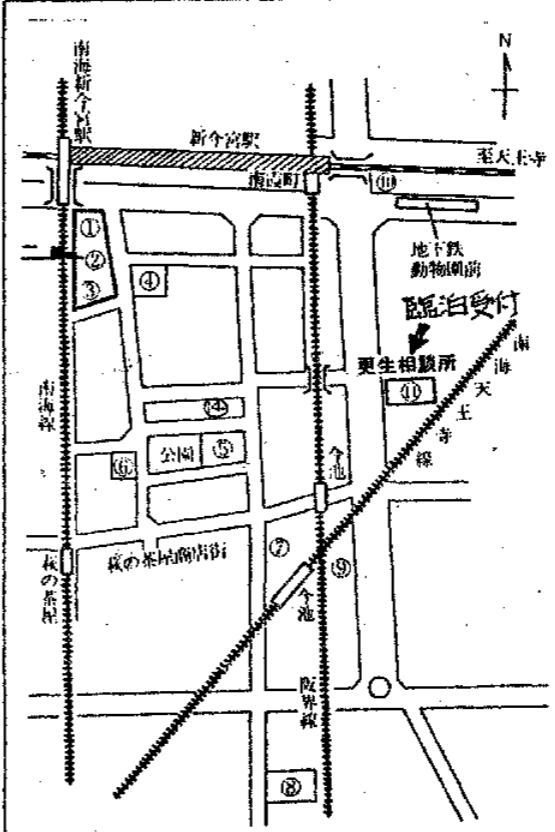 N
南海新今宮駅
新今宮駅
至天王寺
南霞町
⑩
①
地下鉄
動物園前
②
③
④
臨泊受付
更生相談所
南海天王寺線
⑪
南海線
⑭
公園
⑤
⑥
今池
萩の茶屋商店街
萩の茶屋
⑦
⑨
今池
阪界線
⑧